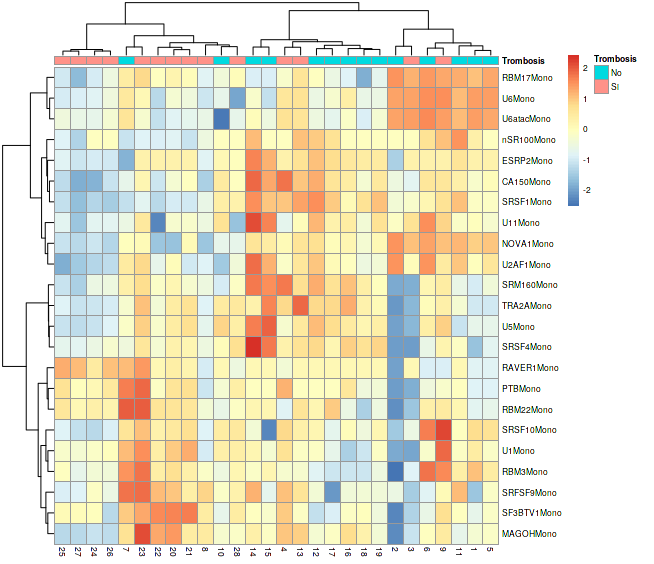 Trombosis
RBM17Mono
U6Mono
U6atacMono
nSR100Mono
ESRP2Mono
CA150Mono
SRSF1Mono
U11Mono
NOVA1Mono
U2AF1Mono
SRM160Mono
TRA2AMono
U5Mono
SRSF4Mono
RAVER1Mono
PTBMono
RBM22Mono
SRSF10Mono
U1Mono
RBM3Mono
SRFSF9Mono
SF3BTV1Mono
MAGOHMono
25 27 24 26 7 23 22 20 21 8 10 28 14 15 4 13 12 17 16 18 19 2 3 6 9 11 1 5
2
1
0
-1
-2
Trombosis
No
SI